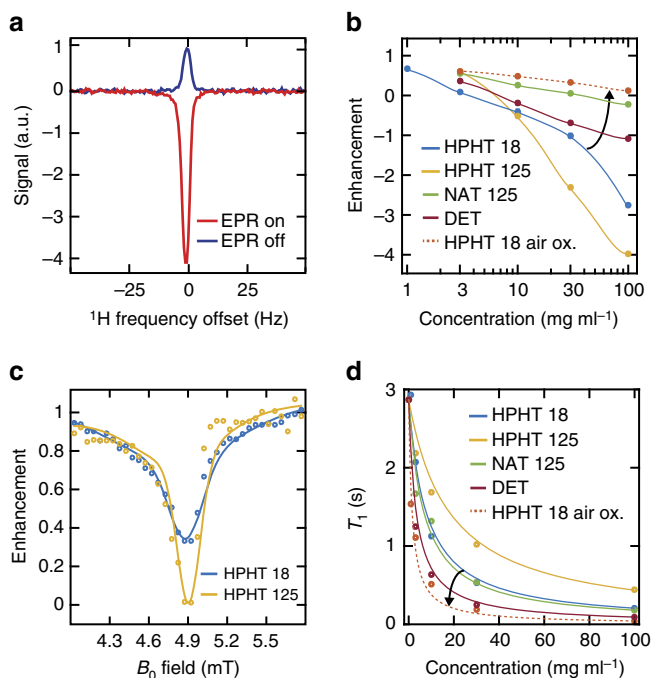 a
1
0
−1
−2
−3
−4
Signal (a.u.)
EPR on
EPR off
−25
0
25
50
¹H frequency offset (Hz)
b
1
0
−1
−2
−3
−4
Enhancement
HPHT 18
HPHT 125
NAT 125
DET
HPHT 18 air ox.
1
3
10
30
100
Concentration (mg ml⁻¹)
c
1
0.8
0.6
0.4
0.2
0
Enhancement
HPHT 18
HPHT 125
4.3
4.6
4.9
5.2
5.5
B₀ field (mT)
d
3
2
1
0
T₁ (s)
HPHT 18
HPHT 125
NAT 125
DET
HPHT 18 air ox.
0
20
40
60
80
100
Concentration (mg ml⁻¹)